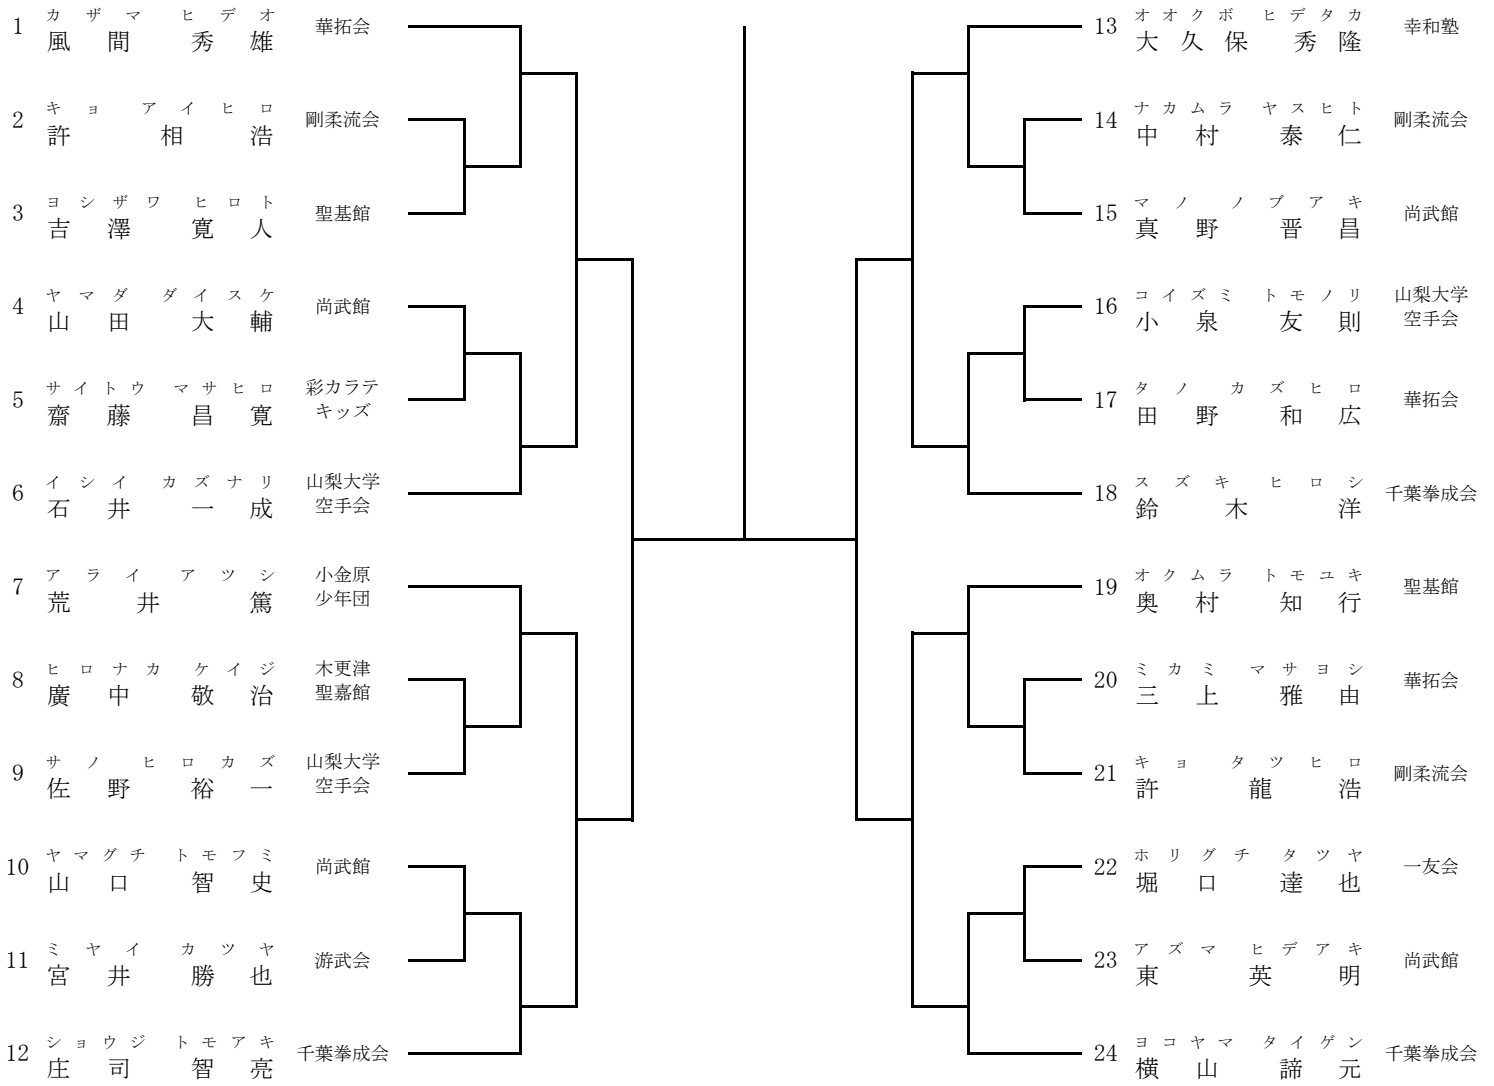 カザマ ヒデオ
1 風間 秀雄 華拓会
キョ アイヒロ
2 許 相浩 剛柔流会
ヨシザワ ヒロト
3 吉澤 寛人 聖基館
ヤマダ ダイスケ
4 山田 大輔 尚武館
サイトウ マサヒロ
5 齋藤 昌寛 彩カラテ
キッズ
イシイ カズナリ
6 石井 一成 山梨大学
空手会
アライ アツシ
7 荒井 篤 小金原
少年団
ヒロナカ ケイジ
8 廣中 敬治 木更津
聖嘉館
サノ ヒロカズ
9 佐野 裕一 山梨大学
空手会
ヤマグチ トモフミ
10 山口 智史 尚武館
ミヤイ カツヤ
11 宮井 勝也 游武会
ショウジ トモアキ
12 庄司 智亮 千葉拳成会
オオクボ ヒデタカ
13 大久保 秀隆 幸和塾
ナカムラ ヤスヒト
14 中村 泰仁 剛柔流会
マノ ノブアキ
15 真野 晋昌 尚武館
コイズミ トモノリ
16 小泉 友則 山梨大学
空手会
タノ カズヒロ
17 田野 和広 華拓会
スズキ ヒロシ
18 鈴木 洋 千葉拳成会
オクムラ トモユキ
19 奥村 知行 聖基館
ミカミ マサヨシ
20 三上 雅由 華拓会
キョ タツヒロ
21 許 龍浩 剛柔流会
ホリグチ タツヤ
22 堀口 達也 一友会
アズマ ヒデアキ
23 東 英明 尚武館
ヨコヤマ タイゲン
24 横山 諦元 千葉拳成会